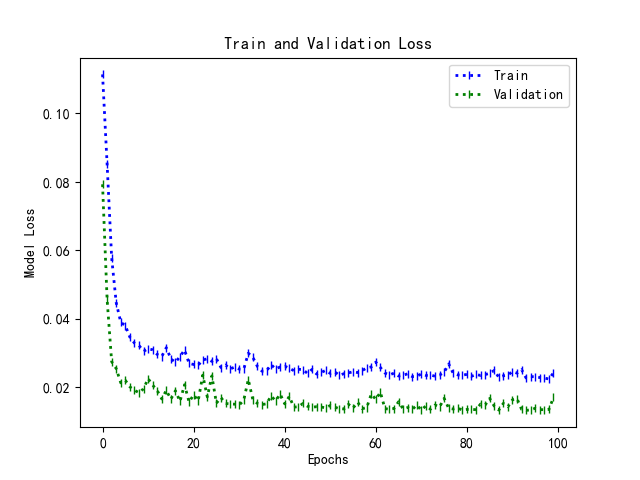 Train and Validation Loss
Train
Validation
0.10
0.08
0.06
0.04
0.02
Model Loss
0 20 40 60 80 100
Epochs